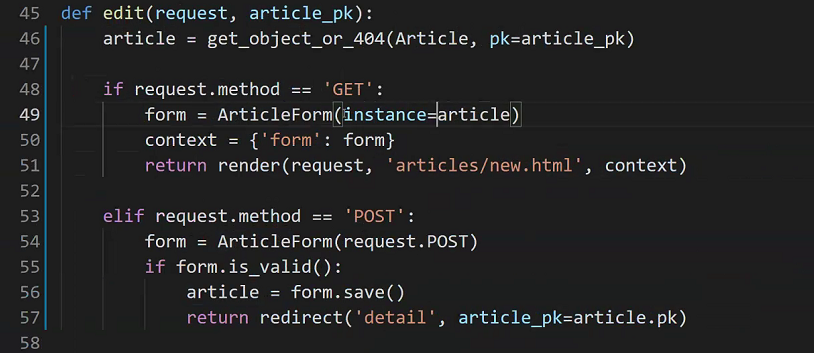 45 def edit(request, article_pk):
46     article = get_object_or_404(Article, pk=article_pk)
47
48     if request.method == 'GET':
49         form = ArticleForm(instance=article)
50         context = {'form': form}
51         return render(request, 'articles/new.html', context)
52
53     elif request.method == 'POST':
54         form = ArticleForm(request.POST)
55         if form.is_valid():
56             article = form.save()
57             return redirect('detail', article_pk=article.pk)
58